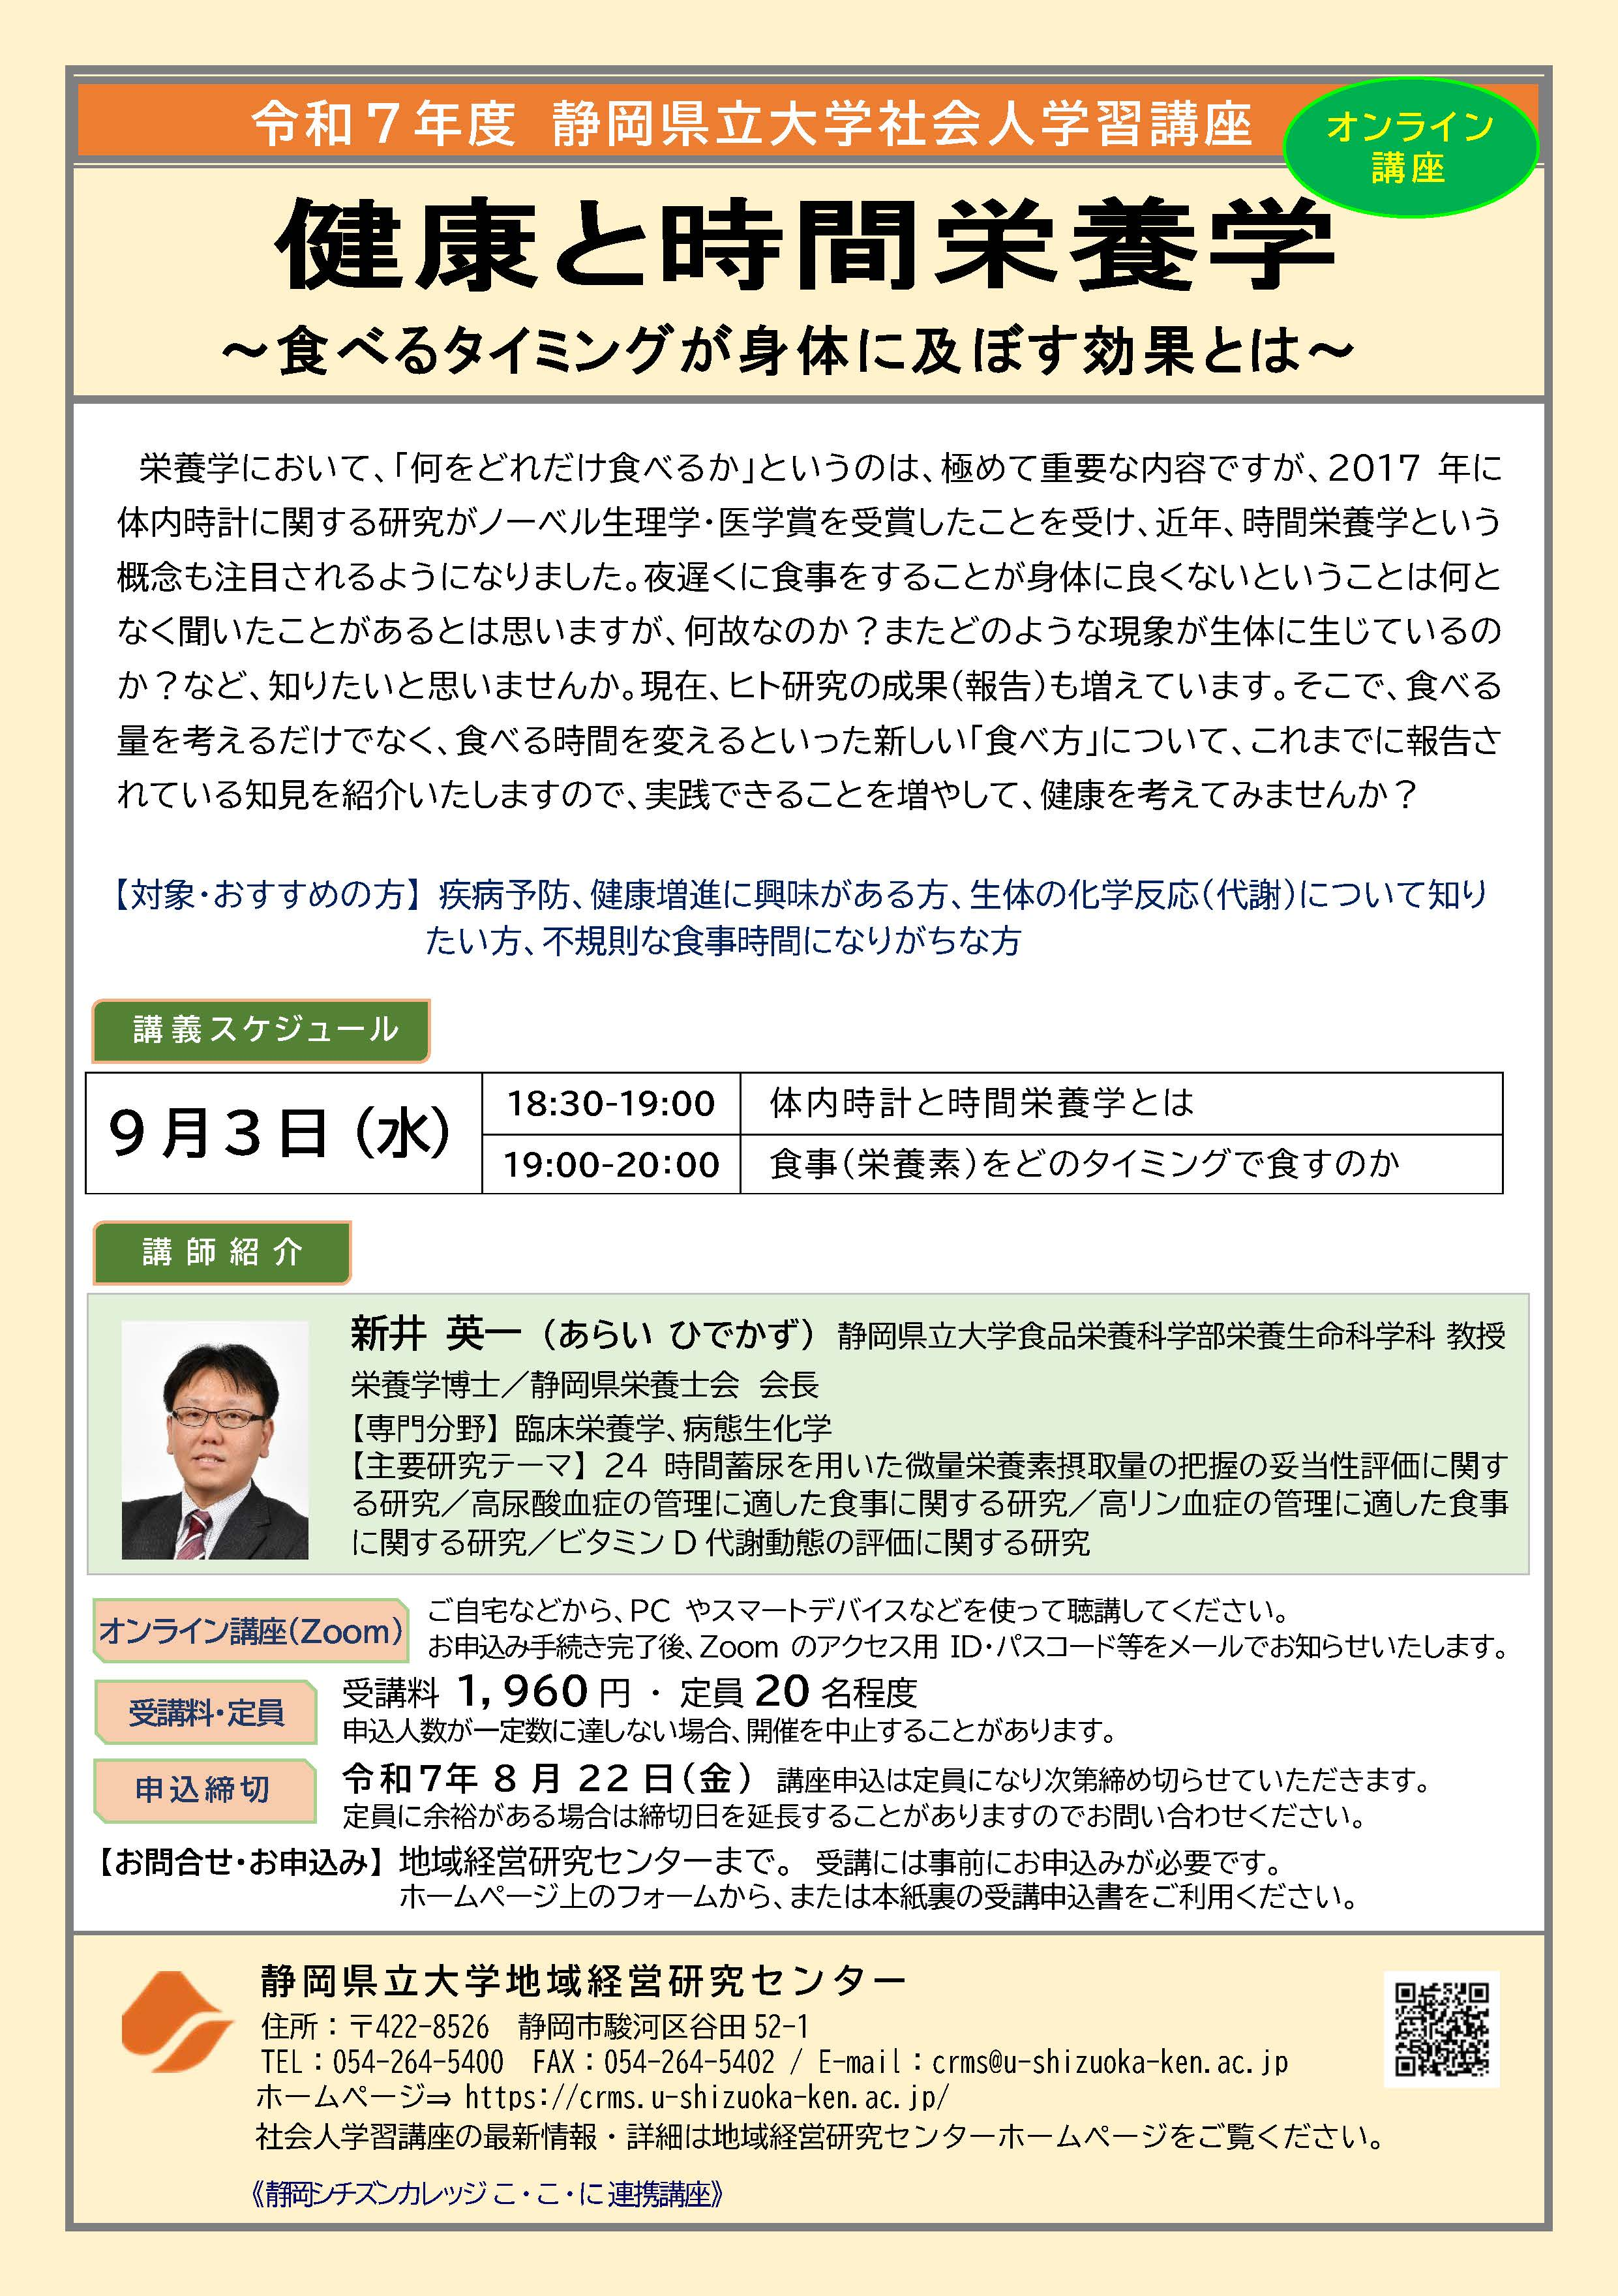 令和７年度　静岡県立大学社会人学習講座
オンライン
講座
健康と時間栄養学
～食べるタイミングが身体に及ぼす効果とは～
栄養学において、「何をどれだけ食べるか」というのは、極めて重要な内容ですが、2017 年に
体内時計に関する研究がノーベル生理学・医学賞を受賞したことを受け、近年、時間栄養学という
概念も注目されるようになりました。夜遅くに食事をすることが身体に良くないということは何と
なく聞いたことがあるとは思いますが、何故なのか？またどのような現象が生体に生じているの
か？など、知りたいと思いませんか。現在、ヒト研究の成果（報告）も増えています。そこで、食べる
量を考えるだけでなく、食べる時間を変えるといった新しい「食べ方」について、これまでに報告さ
れている知見を紹介いたしますので、実践できることを増やして、健康を考えてみませんか？
【対象・おすすめの方】 疾病予防、健康増進に興味がある方、生体の化学反応（代謝）について知り
たい方、不規則な食事時間になりがちな方
講義スケジュール
９月３日（水）
18:30-19:00　体内時計と時間栄養学とは
19:00-20：00　食事（栄養素）をどのタイミングで食すのか
講師紹介
新井 英一（あらい ひでかず） 静岡県立大学食品栄養科学部栄養生命科学科 教授
栄養学博士／静岡県栄養士会 会長
【専門分野】 臨床栄養学、病態生化学
【主要研究テーマ】 24 時間蓄尿を用いた微量栄養素摂取量の把握の妥当性評価に関す
る研究／高尿酸血症の管理に適した食事に関する研究／高リン血症の管理に適した食事
に関する研究／ビタミン D 代謝動態の評価に関する研究
オンライン講座（Zoom）
ご自宅などから、PC やスマートデバイスなどを使って聴講してください。
お申込み手続き完了後、Zoom のアクセス用 ID・パスコード等をメールでお知らせいたします。
受講料・定員
受講料 1，960 円 ・ 定員 20 名程度
申込人数が一定数に達しない場合、開催を中止することがあります。
申込締切
令和７年 8 月 22 日（金） 講座申込は定員になり次第締め切らせていただきます。
定員に余裕がある場合は締切日を延長することがありますのでお問い合わせください。
【お問合せ・お申込み】 地域経営研究センターまで。 受講には事前にお申込みが必要です。
ホームページ上のフォームから、または本紙裏の受講申込書をご利用ください。
静岡県立大学地域経営研究センター
住所：〒422-8526　静岡市駿河区谷田 52-1
TEL：054-264-5400　FAX：054-264-5402 / E-mail：crms@u-shizuoka-ken.ac.jp
ホームページ⇒ https://crms.u-shizuoka-ken.ac.jp/
社会人学習講座の最新情報・詳細は地域経営研究センターホームページをご覧ください。
《静岡シチズンカレッジ こ・こ・に 連携講座》